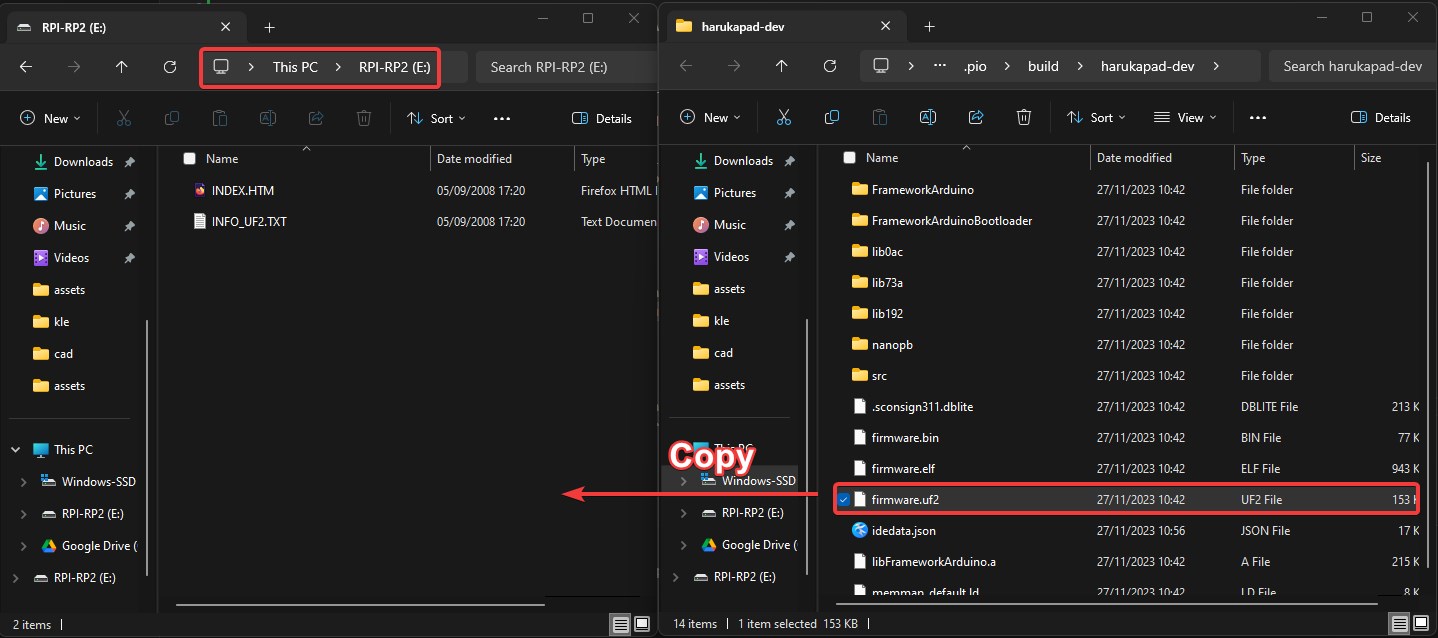 RPI-RP2 (E:)
This PC > RPI-RP2 (E:)
Search RPI-RP2 (E:)
New
Sort
Details
Downloads
Pictures
Music
Videos
assets
kle
cad
assets
This PC
Windows-SSD
RPI-RP2 (E:)
Google Drive (
RPI-RP2 (E:)
Name Date modified Type
INDEX.HTM 05/09/2008 17:20 Firefox HTML
INFO_UF2.TXT 05/09/2008 17:20 Text Documen
2 items
harukapad-dev
> ··· .pio > build > harukapad-dev >
Search harukapad-dev
New
Sort
View
Details
Downloads
Pictures
Music
Videos
assets
kle
cad
assets
This PC
Copy
Windows-SSD
RPI-RP2 (E:)
Google Drive (
RPI-RP2 (E:)
Name Date modified Type Size
FrameworkArduino 27/11/2023 10:42 File folder
FrameworkArduinoBootloader 27/11/2023 10:42 File folder
lib0ac 27/11/2023 10:42 File folder
lib73a 27/11/2023 10:42 File folder
lib192 27/11/2023 10:42 File folder
nanopb 27/11/2023 10:42 File folder
src 27/11/2023 10:42 File folder
.sconsign311.dblite 27/11/2023 10:42 DBLITE File 213 K
firmware.bin 27/11/2023 10:42 BIN File 77 K
firmware.elf 27/11/2023 10:42 ELF File 943 K
firmware.uf2 27/11/2023 10:42 UF2 File 153 K
idedata.json 27/11/2023 10:56 JSON File 17 K
libFrameworkArduino.a 27/11/2023 10:42 A File 215 K
memman_default.ld 27/11/2023 10:42 LD File 8 K
14 items 1 item selected 153 KB